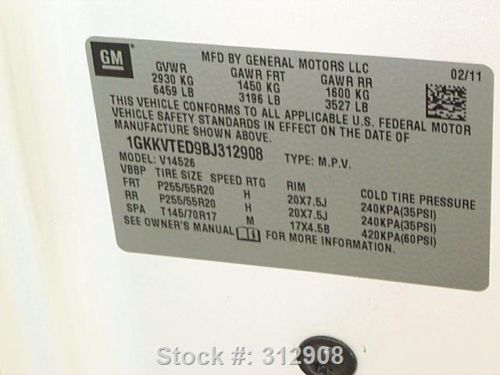 GM
MFD BY GENERAL MOTORS LLC
02/11
GVWR GAWR FRT GAWR RR
2930 KG 1450 KG 1600 KG
6459 LB 3196 LB 3527 LB
THIS VEHICLE CONFORMS TO ALL APPLICABLE U.S. FEDERAL MOTOR
VEHICLE SAFETY STANDARDS IN EFFECT ON THE DATE OF
MANUFACTURE SHOWN ABOVE.
1GKKVTED9BJ312908 TYPE: M.P.V.
MODEL: V14526
VBBP TIRE SIZE SPEED RTG RIM COLD TIRE PRESSURE
FRT P255/55R20 H 20X7.5J 240KPA(35PSI)
RR P255/55R20 H 20X7.5J 240KPA(35PSI)
SPA T145/70R17 M 17X4.5B 420KPA(60PSI)
SEE OWNER'S MANUAL FOR MORE INFORMATION.
Stock #: 312908